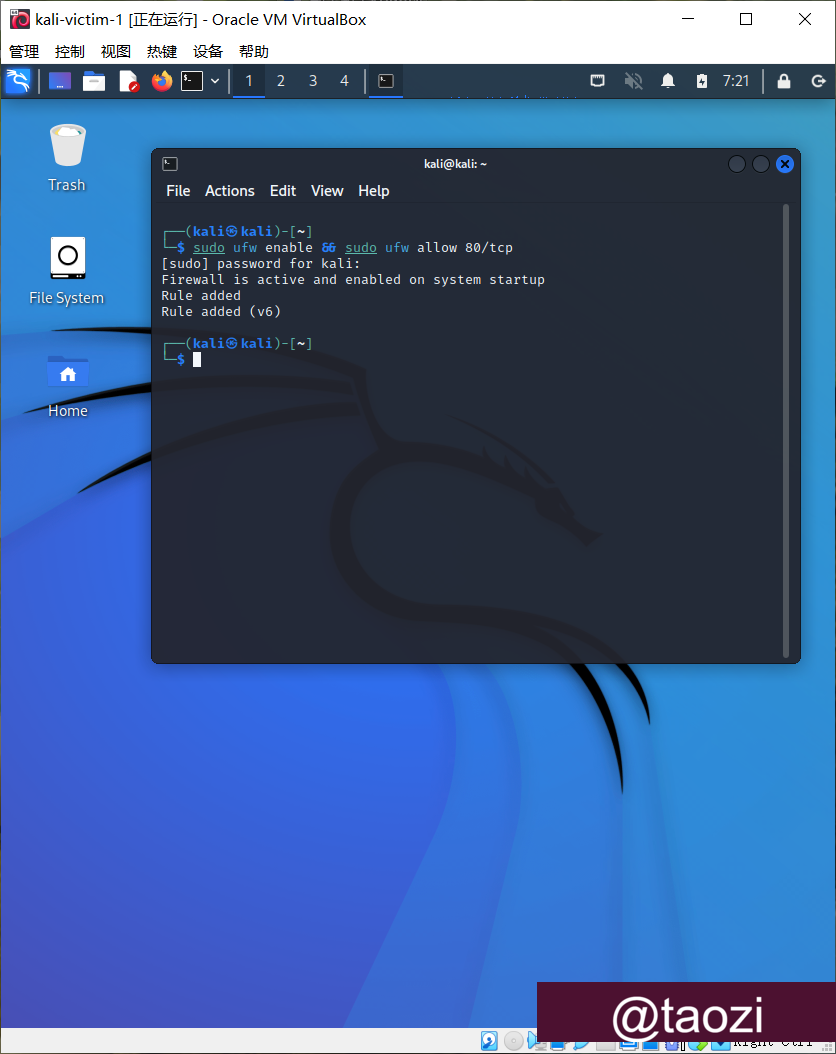 kali-victim-1 [正在运行] - Oracle VM VirtualBox
管理 控制 视图 热键 设备 帮助
1 2 3 4 7:21
Trash
File System
Home
kali@kali: ~
File Actions Edit View Help
┌──(kali㉿kali)-[~]
└─$ sudo ufw enable && sudo ufw allow 80/tcp
[sudo] password for kali:
Firewall is active and enabled on system startup
Rule added
Rule added (v6)
┌──(kali㉿kali)-[~]
└─$
@taozi
Right Ctrl